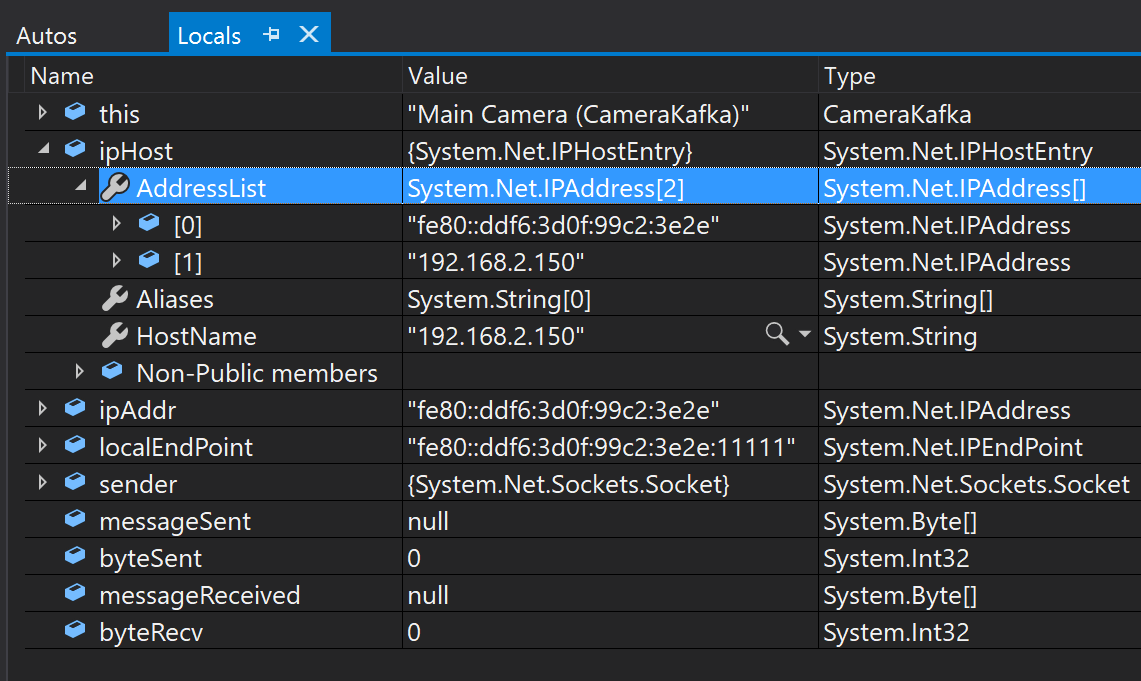 Autos Locals
Name Value Type
this "Main Camera (CameraKafka)" CameraKafka
ipHost {System.Net.IPHostEntry} System.Net.IPHostEntry
AddressList System.Net.IPAddress[2] System.Net.IPAddress[]
[0] "fe80::ddf6:3d0f:99c2:3e2e" System.Net.IPAddress
[1] "192.168.2.150" System.Net.IPAddress
Aliases System.String[0] System.String[]
HostName "192.168.2.150" System.String
Non-Public members
ipAddr "fe80::ddf6:3d0f:99c2:3e2e" System.Net.IPAddress
localEndPoint "fe80::ddf6:3d0f:99c2:3e2e:11111" System.Net.IPEndPoint
sender {System.Net.Sockets.Socket} System.Net.Sockets.Socket
messageSent null System.Byte[]
byteSent 0 System.Int32
messageReceived null System.Byte[]
byteRecv 0 System.Int32